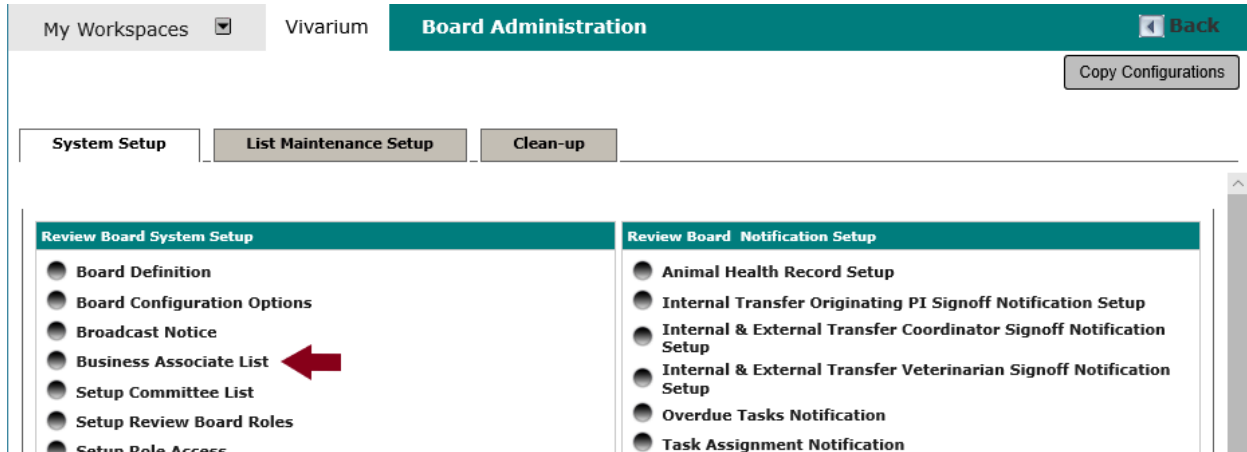 My Workspaces
Vivarium
Board Administration
Back
Copy Configurations
System Setup
List Maintenance Setup
Clean-up
Review Board System Setup
Board Definition
Board Configuration Options
Broadcast Notice
Business Associate List
Setup Committee List
Setup Review Board Roles
Setup Role Access
Review Board Notification Setup
Animal Health Record Setup
Internal Transfer Originating PI Signoff Notification Setup
Internal & External Transfer Coordinator Signoff Notification
Setup
Internal & External Transfer Veterinarian Signoff Notification
Setup
Overdue Tasks Notification
Task Assignment Notification